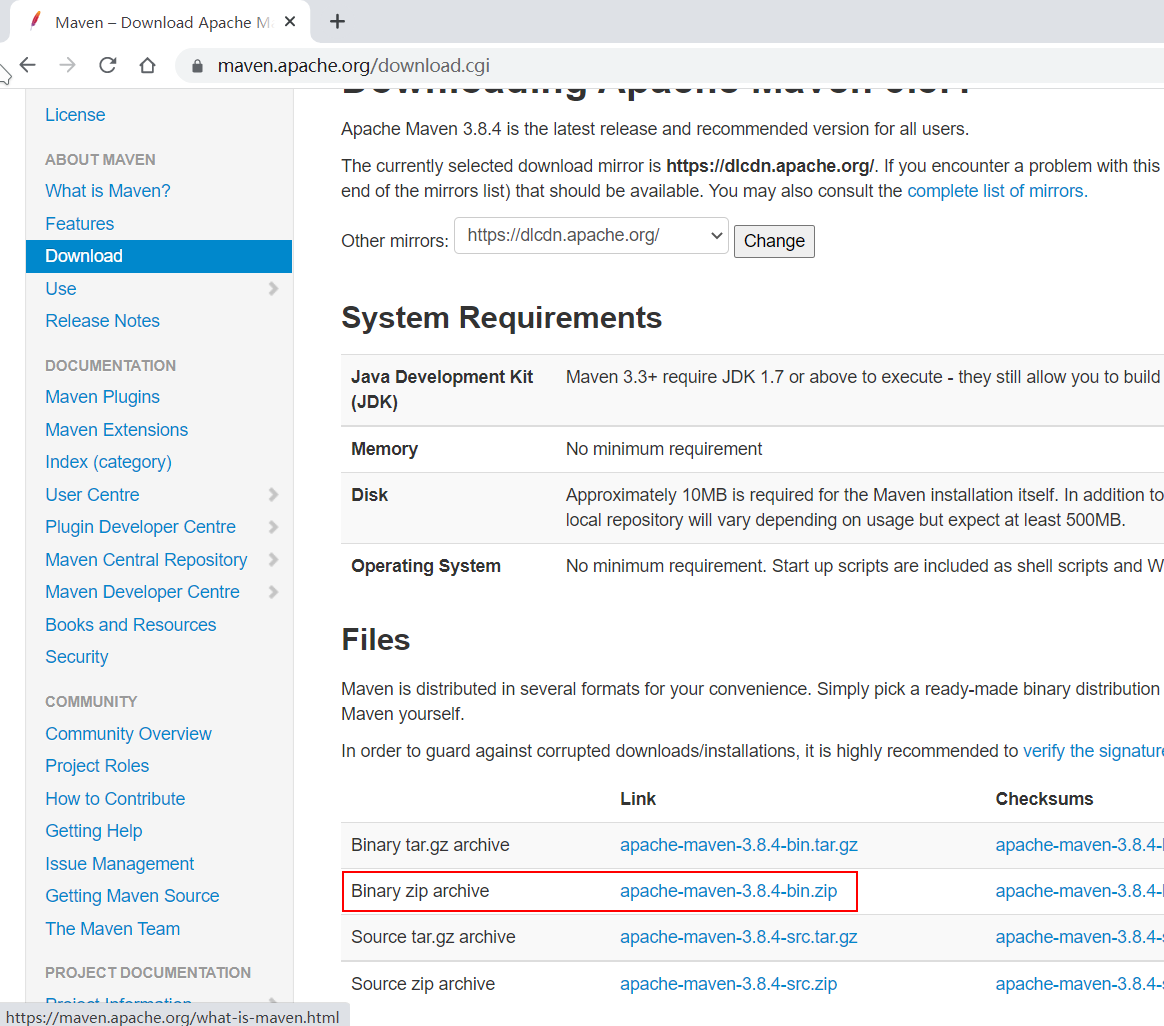 Maven – Download Apache M
maven.apache.org/download.cgi
License
ABOUT MAVEN
What is Maven?
Features
Download
Use
Release Notes
DOCUMENTATION
Maven Plugins
Maven Extensions
Index (category)
User Centre
Plugin Developer Centre
Maven Central Repository
Maven Developer Centre
Books and Resources
Security
COMMUNITY
Community Overview
Project Roles
How to Contribute
Getting Help
Issue Management
Getting Maven Source
The Maven Team
PROJECT DOCUMENTATION
Project Information
https://maven.apache.org/what-is-maven.html
Downloading Apache Maven 3.8.4
Apache Maven 3.8.4 is the latest release and recommended version for all users.
The currently selected download mirror is https://dlcdn.apache.org/. If you encounter a problem with this
end of the mirrors list) that should be available. You may also consult the complete list of mirrors.
Other mirrors: https://dlcdn.apache.org/ Change
System Requirements
Java Development Kit Maven 3.3+ require JDK 1.7 or above to execute - they still allow you to build
(JDK)
Memory No minimum requirement
Disk Approximately 10MB is required for the Maven installation itself. In addition to
local repository will vary depending on usage but expect at least 500MB.
Operating System No minimum requirement. Start up scripts are included as shell scripts and W
Files
Maven is distributed in several formats for your convenience. Simply pick a ready-made binary distribution
Maven yourself.
In order to guard against corrupted downloads/installations, it is highly recommended to verify the signature
Link Checksums
Binary tar.gz archive apache-maven-3.8.4-bin.tar.gz apache-maven-3.8.4-b
Binary zip archive apache-maven-3.8.4-bin.zip apache-maven-3.8.4-b
Source tar.gz archive apache-maven-3.8.4-src.tar.gz apache-maven-3.8.4-s
Source zip archive apache-maven-3.8.4-src.zip apache-maven-3.8.4-s